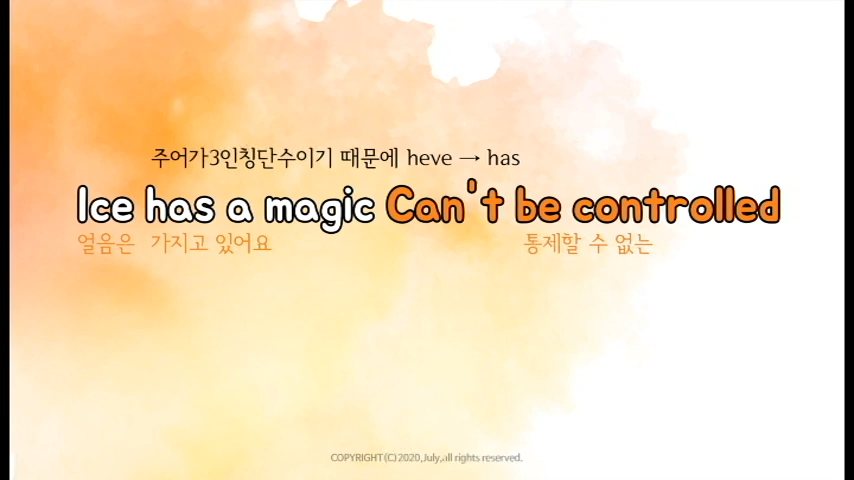 주어가3인칭단수이기 때문에 heve → has
Ice has a magic Can't be controlled
얼음은 가지고 있어요 통제할 수 없는
COPYRIGHT (C) 2020, July, all rights reserved.